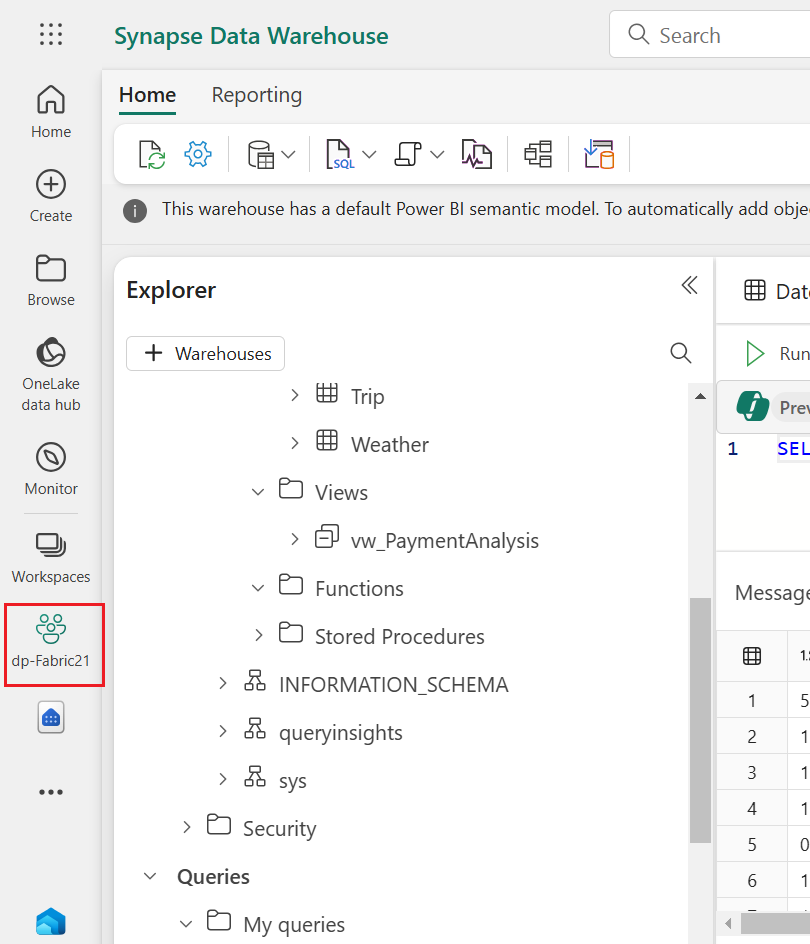 Synapse Data Warehouse
Search
Home
Create
Browse
OneLake
data hub
Monitor
Workspaces
dp-Fabric21
Home Reporting
SQL
This warehouse has a default Power BI semantic model. To automatically add obje
Explorer
Warehouses
Trip
Weather
Views
vw_PaymentAnalysis
Functions
Stored Procedures
INFORMATION_SCHEMA
queryinsights
sys
Security
Queries
My queries
Date
Run
Prev
1 SEL
Message
1 5
2 1
3 1
4 1
5 0
6 1